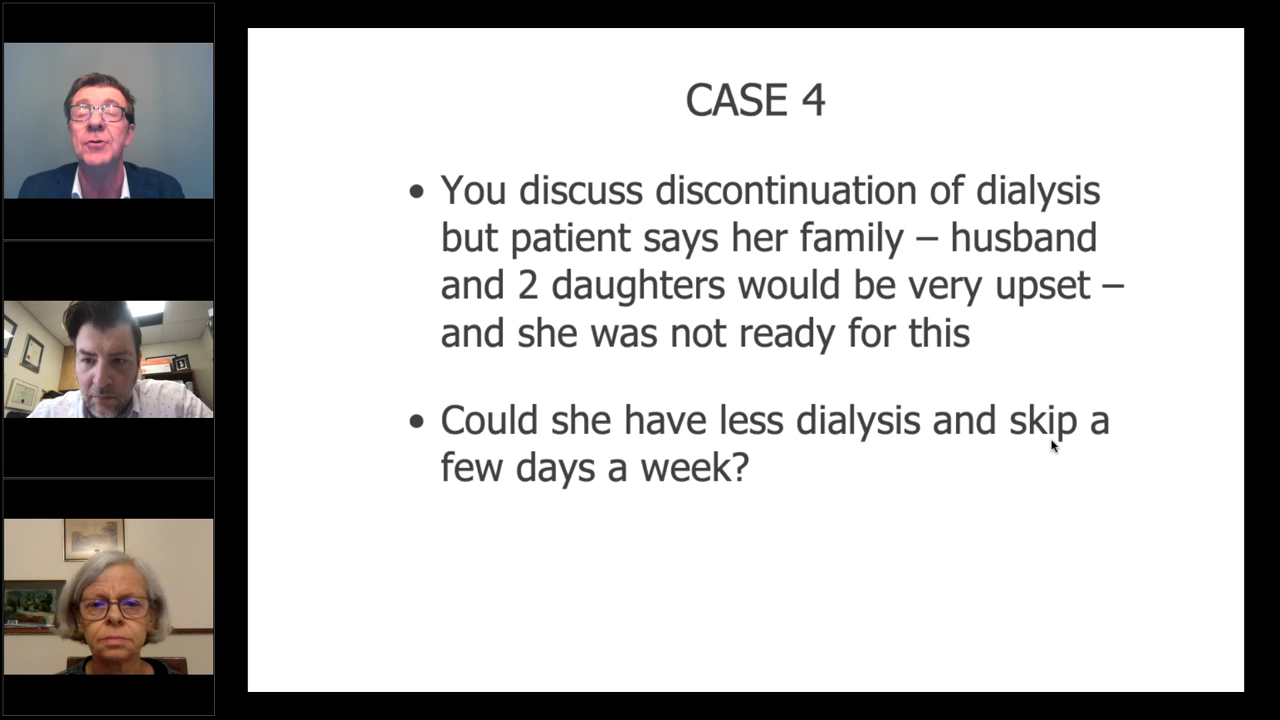 CASE 4
• You discuss discontinuation of dialysis
but patient says her family – husband
and 2 daughters would be very upset –
and she was not ready for this
• Could she have less dialysis and skip a
few days a week?